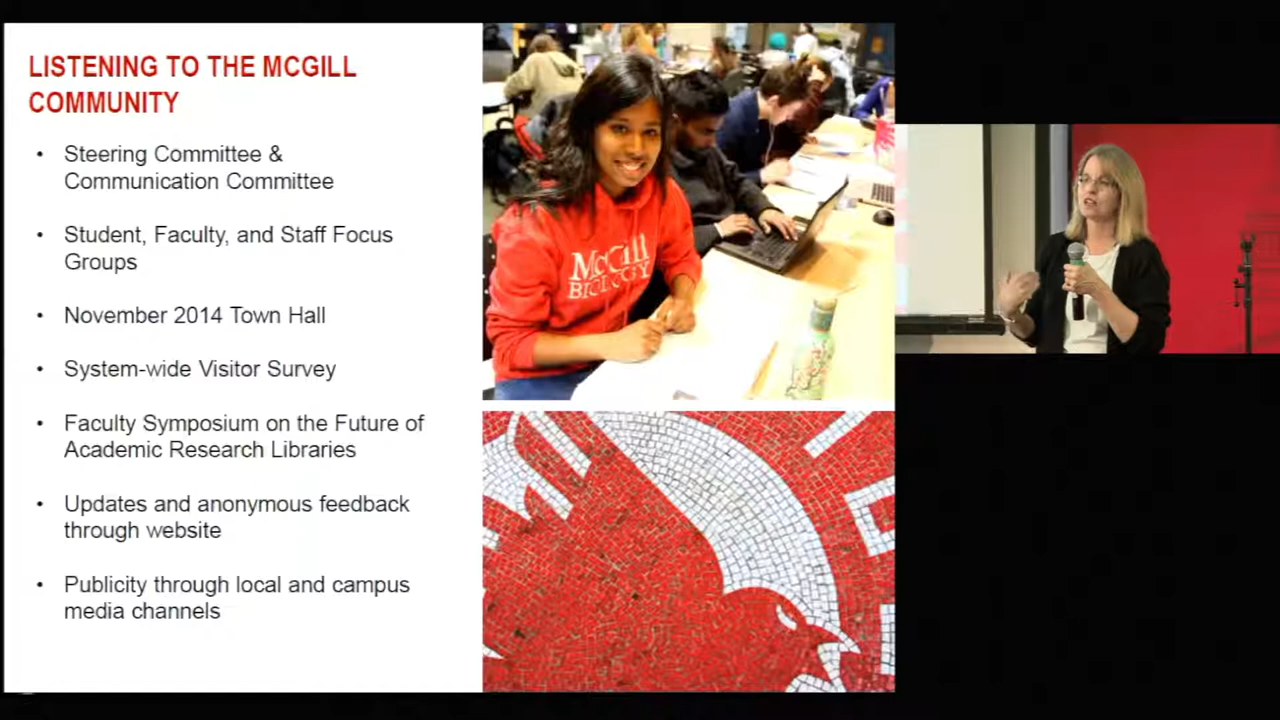 LISTENING TO THE MCGILL
COMMUNITY
• Steering Committee &
Communication Committee
• Student, Faculty, and Staff Focus
Groups
• November 2014 Town Hall
• System-wide Visitor Survey
• Faculty Symposium on the Future of
Academic Research Libraries
• Updates and anonymous feedback
through website
• Publicity through local and campus
media channels
McGill
BIOLOGY